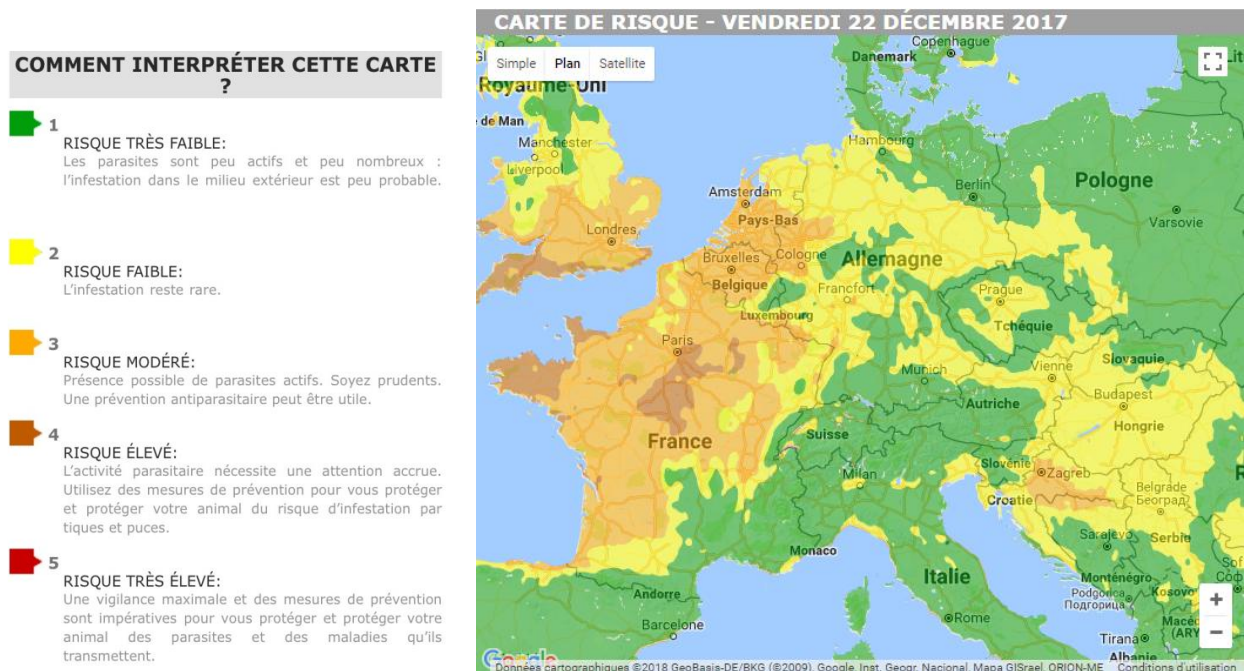 COMMENT INTERPRÉTER CETTE CARTE
?
1
RISQUE TRÈS FAIBLE:
Les parasites sont peu actifs et peu nombreux :
l’infestation dans le milieu extérieur est peu probable.
2
RISQUE FAIBLE:
L’infestation reste rare.
3
RISQUE MODÉRÉ:
Présence possible de parasites actifs. Soyez prudents.
Une prévention antiparasitaire peut être utile.
4
RISQUE ÉLEVÉ:
L’activité parasitaire nécessite une attention accrue.
Utilisez des mesures de prévention pour vous protéger
et protéger votre animal du risque d’infestation par
tiques et puces.
5
RISQUE TRÈS ÉLEVÉ:
Une vigilance maximale et des mesures de prévention
sont impératives pour vous protéger et protéger votre
animal des parasites et des maladies qu’ils
transmettent.
CARTE DE RISQUE - VENDREDI 22 DÉCEMBRE 2017
Simple Plan Satellite
Copenhague
Danemark
Royaume-Uni
de Man
Manchester
Liverpool
Hambourg
Berlin
Pologne
Varsovie
Amsterdam
Pays-Bas
Londres
Bruxelles
Cologne
Allemagne
Belgique
Francfort
Prague
Luxembourg
Tchéquie
Paris
Slovaquie
Munich
Vienne
Budapest
Autriche
Hongrie
France
Suisse
Milan
Slovénie
Zagreb
Croatie
Belgrade
Београд
Sarajevo
Serbie
Monaco
Italie
Monténégro
Kosovo
Podgorica
Подгорица
Andorre
Barcelone
Rome
Tirana
Albanie
+
−
Google
Données cartographiques ©2018 GeoBasis-DE/BKG (©2009), Google, Inst. Geogr. Nacional, Mapa GISrael, ORION-ME Conditions d'utilisation